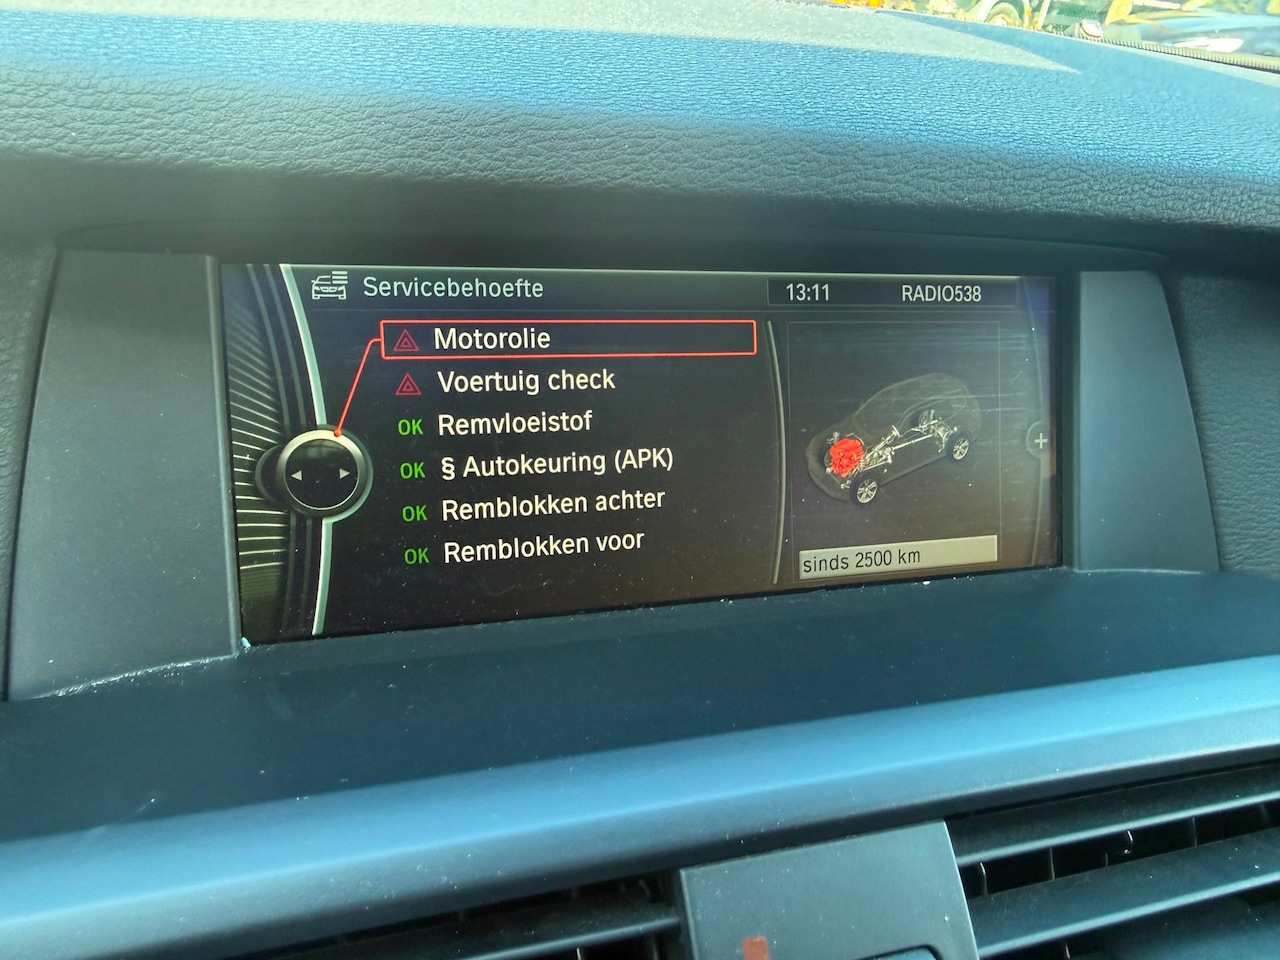 Servicebehoefte
13:11
RADIO538
Motorolie
Voertuig check
OK Remvloeistof
OK § Autokeuring (APK)
OK Remblokken achter
OK Remblokken voor
+
sinds 2500 km